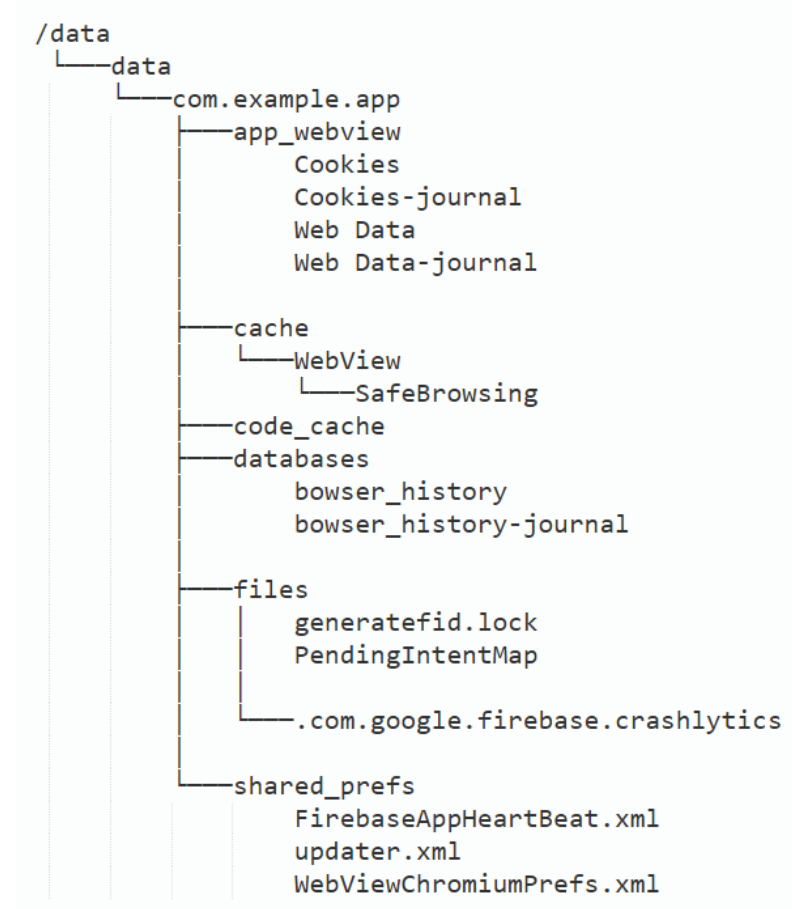 /data
data
com.example.app
app_webview
Cookies
Cookies-journal
Web Data
Web Data-journal
cache
WebView
SafeBrowsing
code_cache
databases
bowser_history
bowser_history-journal
files
generatefid.lock
PendingIntentMap
.com.google.firebase.crashlytics
shared_prefs
FirebaseAppHeartBeat.xml
updater.xml
WebViewChromiumPrefs.xml